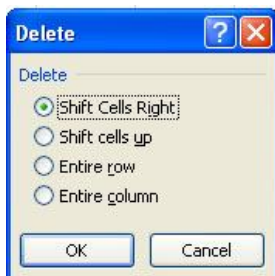 Delete
Delete
Shift Cells Right
Shift cells up
Entire row
Entire column
OK Cancel